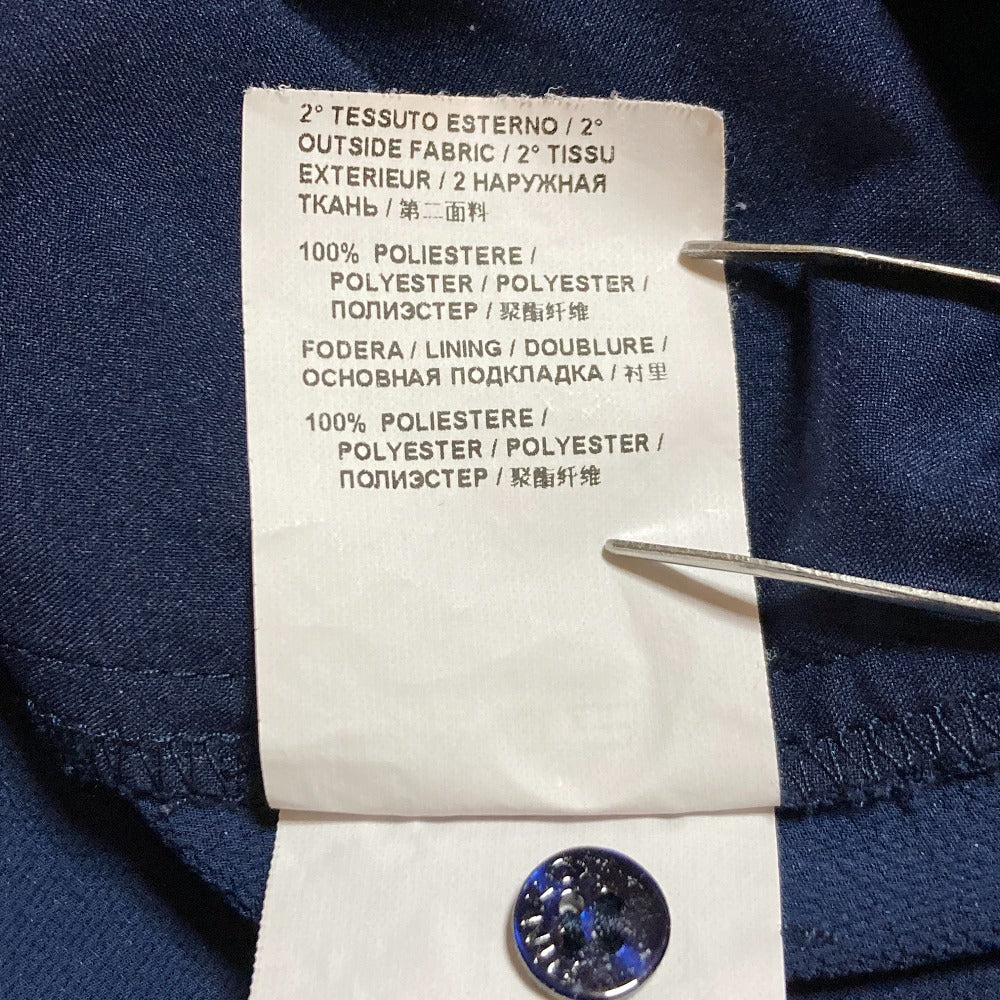 2° TESSUTO ESTERNO / 2°
OUTSIDE FABRIC / 2° TISSU
EXTERIEUR / 2 НАРУЖНАЯ
ТКАНЬ / 第二面料
100% POLIESTERE /
POLYESTER / POLYESTER /
ПОЛИЭСТЕР / 聚酯纤维
FODERA / LINING / DOUBLURE /
ОСНОВНАЯ ПОДКЛАДКА / 衬里
100% POLIESTERE /
POLYESTER / POLYESTER /
ПОЛИЭСТЕР / 聚酯纤维